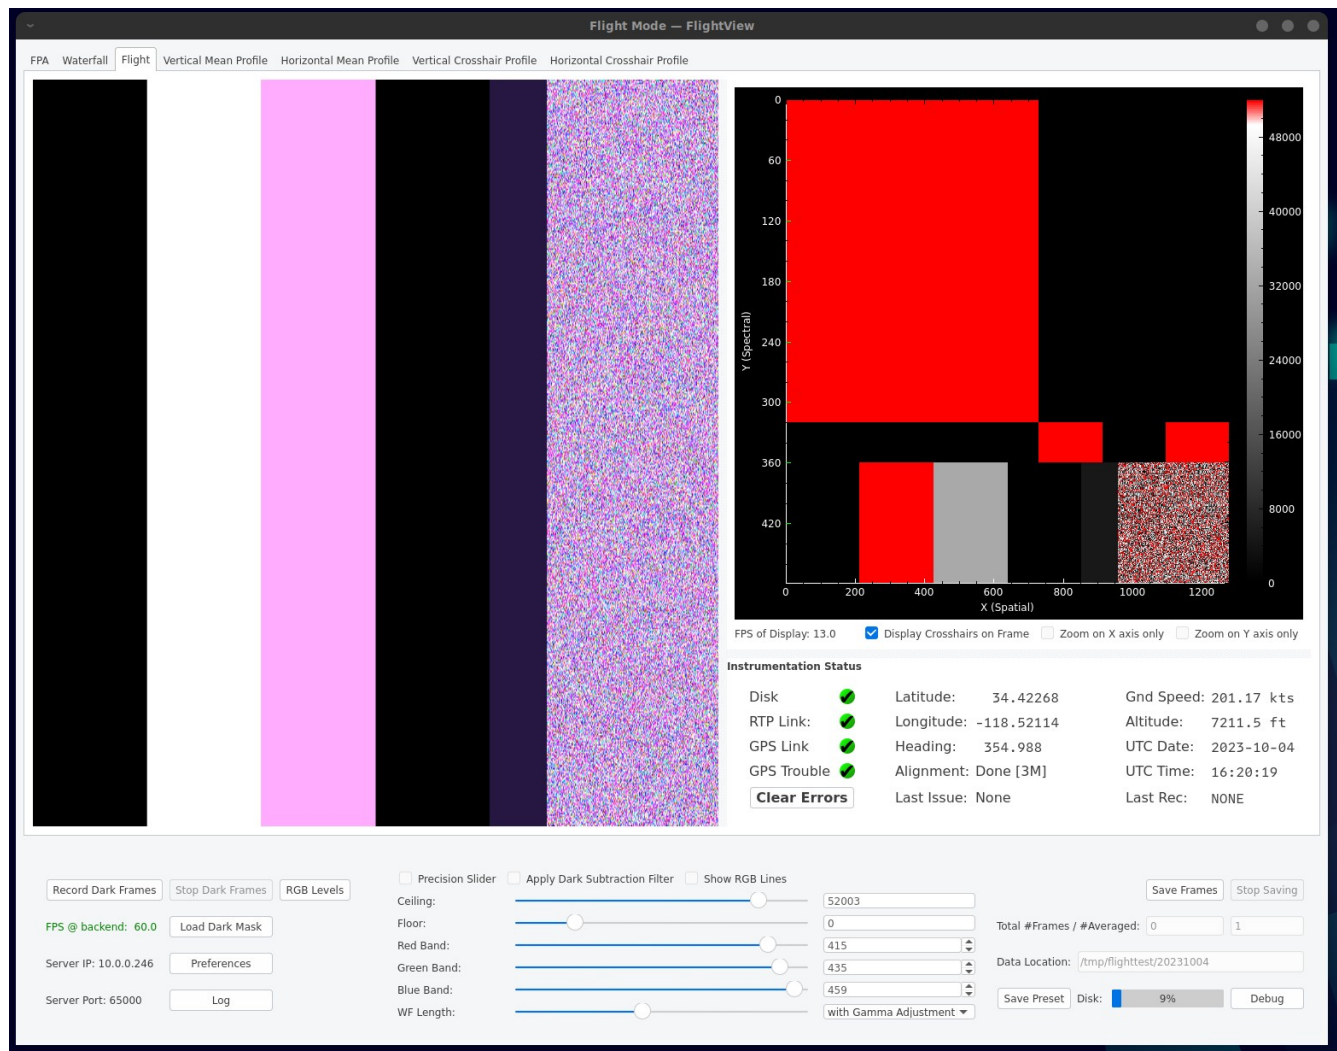 Flight Mode — FlightView
FPA Waterfall Flight Vertical Mean Profile Horizontal Mean Profile Vertical Crosshair Profile Horizontal Crosshair Profile
0
60
120
180
240
300
360
420
Y (Spectral)
0 200 400 600 800 1000 1200
X (Spatial)
48000
40000
32000
24000
16000
8000
0
FPS of Display: 13.0 Display Crosshairs on Frame Zoom on X axis only Zoom on Y axis only
Instrumentation Status
Disk Latitude: 34.42268 Gnd Speed: 201.17 kts
RTP Link: Longitude: -118.52114 Altitude: 7211.5 ft
GPS Link Heading: 354.988 UTC Date: 2023-10-04
GPS Trouble Alignment: Done [3M] UTC Time: 16:20:19
Clear Errors Last Issue: None Last Rec: NONE
Record Dark Frames Stop Dark Frames RGB Levels
FPS @ backend: 60.0 Load Dark Mask
Server IP: 10.0.0.246 Preferences
Server Port: 65000 Log
Precision Slider Apply Dark Subtraction Filter Show RGB Lines
Ceiling: 52003
Floor: 0
Red Band: 415
Green Band: 435
Blue Band: 459
WF Length: with Gamma Adjustment
Save Frames Stop Saving
Total #Frames / #Averaged: 0 1
Data Location: /tmp/flighttest/20231004
Save Preset Disk: 9% Debug